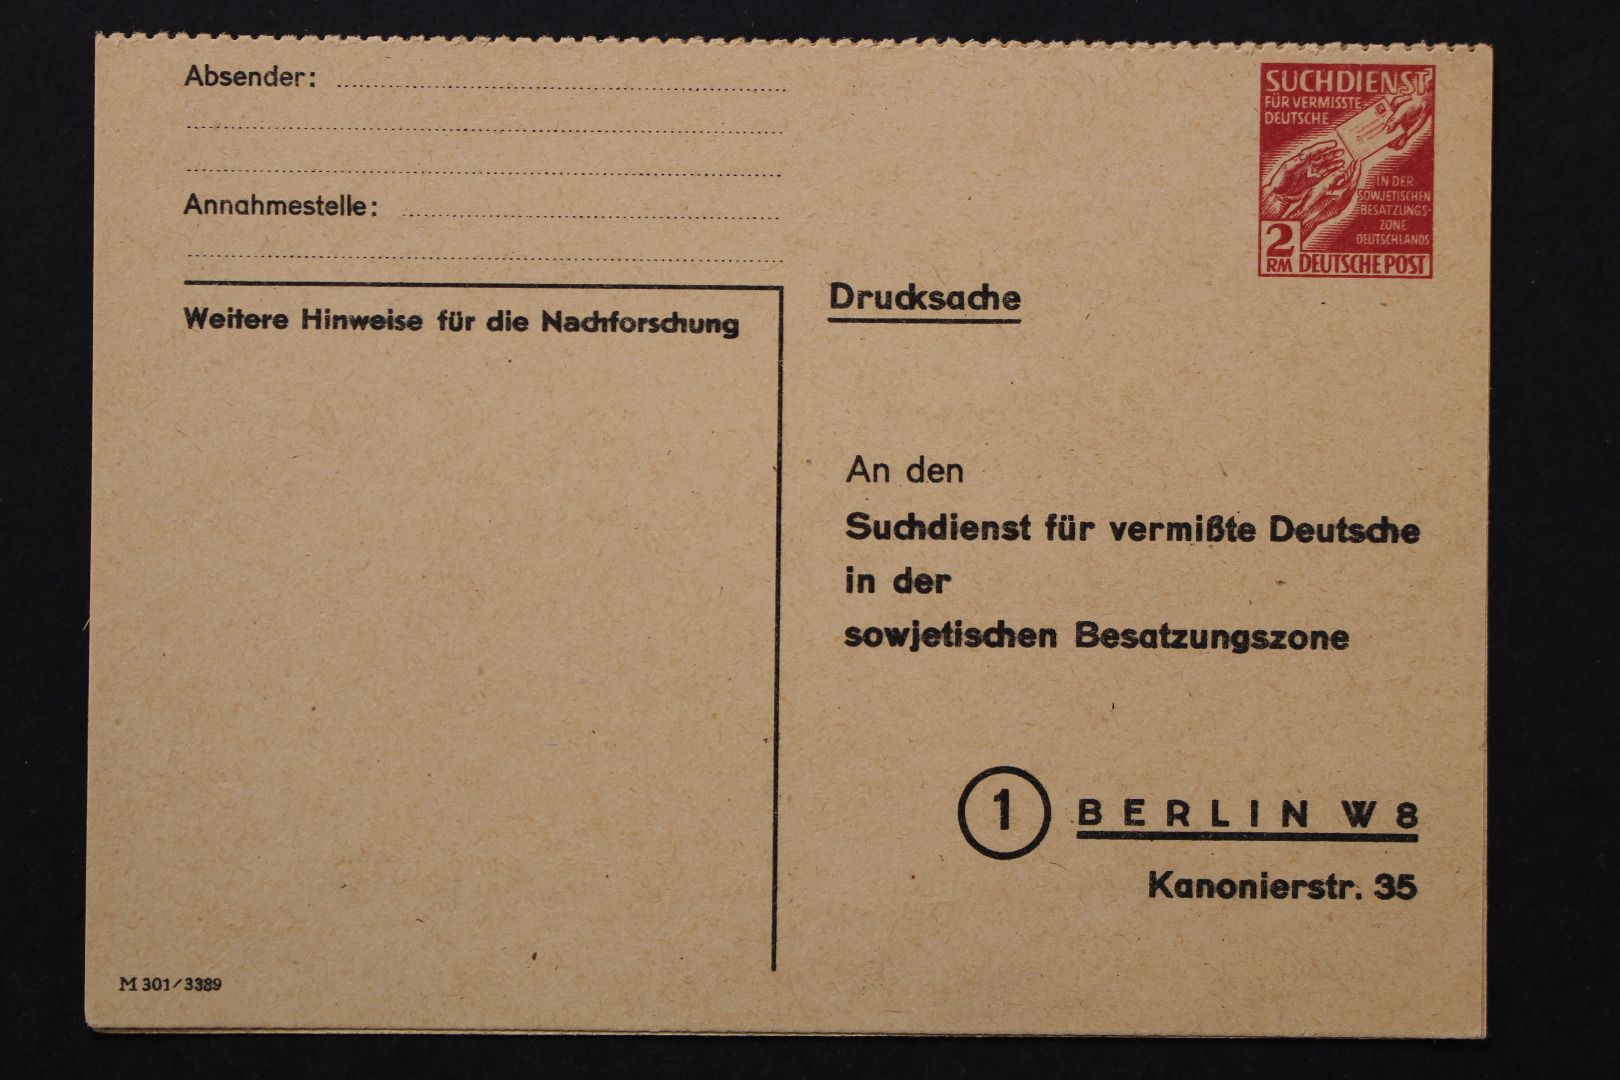 Absender:
Annahmestelle:
Weitere Hinweise für die Nachforschung
M 301/3389
SUCHDIENST
FÜR VERMISSTE
DEUTSCHE
IN DER
SOWJETISCHEN
BESATZUNGS-
ZONE
DEUTSCHLANDS
2
RM DEUTSCHE POST
Drucksache
An den
Suchdienst für vermißte Deutsche
in der
sowjetischen Besatzungszone
1 BERLIN W 8
Kanonierstr. 35